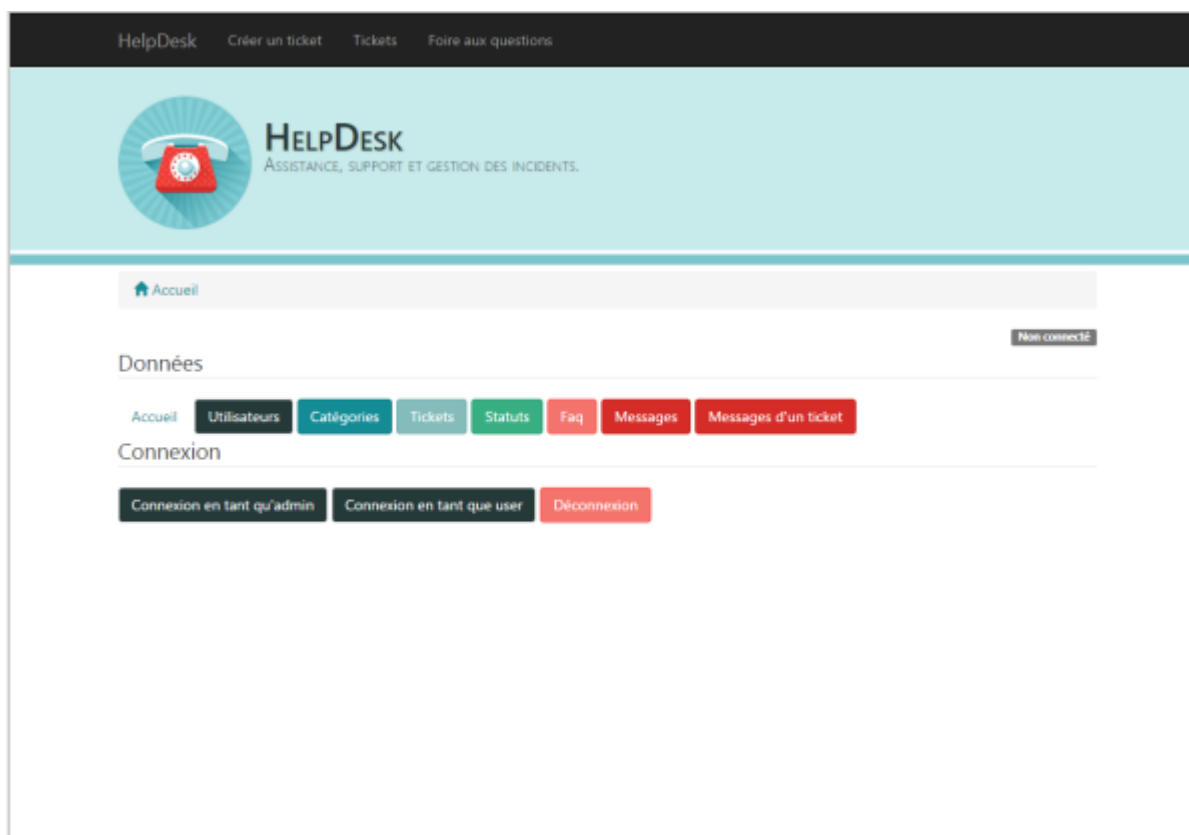 HelpDesk Créer un ticket Tickets Foire aux questions
HelpDesk
Assistance, support et gestion des incidents.
Accueil
Non connecté
Données
Accueil Utilisateurs Catégories Tickets Statuts Faq Messages Messages d'un ticket
Connexion
Connexion en tant qu'admin Connexion en tant que user Déconnexion